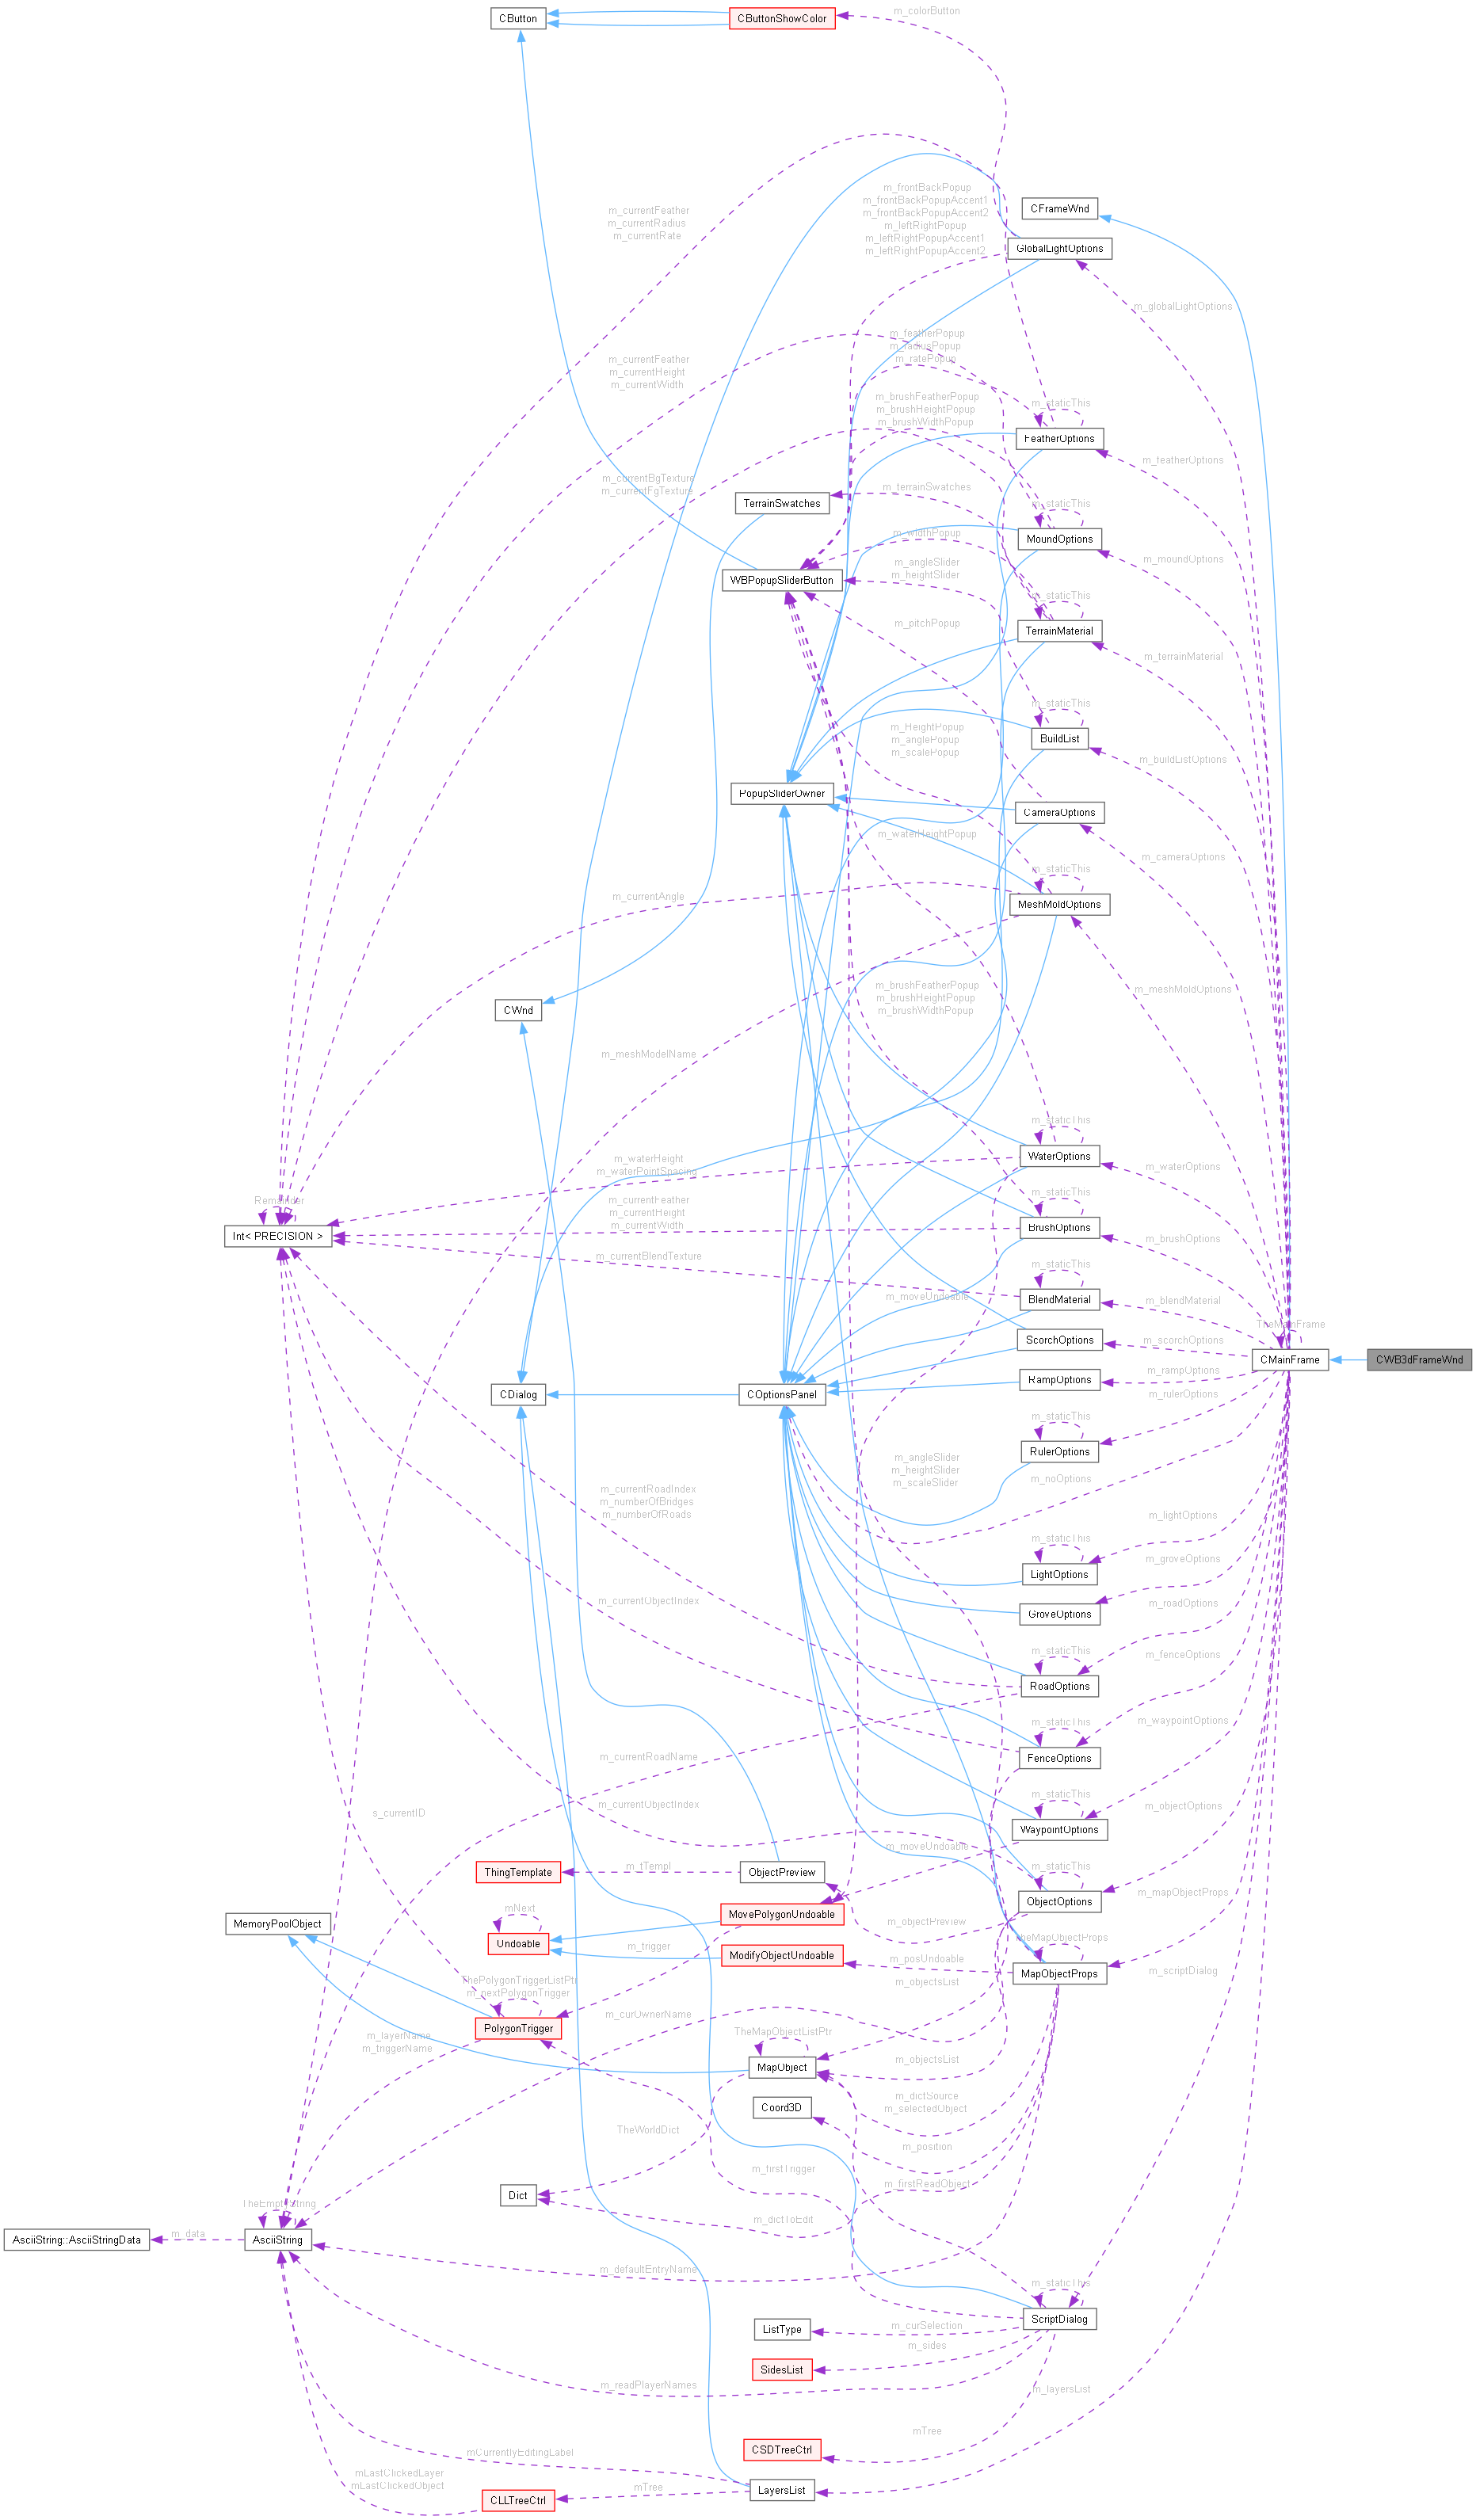 CButton
CButtonShowColor
m_colorButton
m_currentFeather
m_currentRadius
m_currentRate
m_frontBackPopup
m_frontBackPopupAccent1
m_frontBackPopupAccent2
m_leftRightPopup
m_leftRightPopupAccent1
m_leftRightPopupAccent2
CFrameWnd
GlobalLightOptions
m_globalLightOptions
m_currentFeather
m_currentHeight
m_currentWidth
m_featherPopup
m_radiusPopup
m_ratePopup
m_staticThis
FeatherOptions
m_featherOptions
m_brushFeatherPopup
m_brushHeightPopup
m_brushWidthPopup
m_currentBgTexture
m_currentFgTexture
TerrainSwatches
m_terrainSwatches
m_staticThis
MoundOptions
m_moundOptions
m_widthPopup
WBPopupSliderButton
m_angleSlider
m_heightSlider
m_staticThis
TerrainMaterial
m_terrainMaterial
m_pitchPopup
m_staticThis
BuildList
m_buildListOptions
m_HeightPopup
m_anglePopup
m_scalePopup
PopupSliderOwner
CameraOptions
m_cameraOptions
m_waterHeightPopup
m_staticThis
MeshMoldOptions
m_currentAngle
m_meshMoldOptions
CWnd
m_brushFeatherPopup
m_brushHeightPopup
m_brushWidthPopup
m_meshModelName
m_staticThis
WaterOptions
m_waterOptions
m_waterHeight
m_waterPointSpacing
Remainder
Int< PRECISION >
m_currentFeather
m_currentHeight
m_currentWidth
m_staticThis
BrushOptions
m_brushOptions
m_currentBlendTexture
m_staticThis
BlendMaterial
m_blendMaterial
m_moveUndoable
ScorchOptions
m_scorchOptions
TheMainFrame
CMainFrame
CWB3dFrameWnd
CDialog
COptionsPanel
RampOptions
m_rampOptions
m_rulerOptions
m_staticThis
RulerOptions
m_noOptions
m_angleSlider
m_heightSlider
m_scaleSlider
m_currentRoadIndex
m_numberOfBridges
m_numberOfRoads
m_lightOptions
m_staticThis
LightOptions
m_groveOptions
GroveOptions
m_roadOptions
m_currentObjectIndex
m_staticThis
RoadOptions
m_fenceOptions
m_staticThis
FenceOptions
m_waypointOptions
m_currentRoadName
m_staticThis
WaypointOptions
m_objectOptions
s_currentID
m_currentObjectIndex
m_moveUndoable
ThingTemplate
m_tTempl
ObjectPreview
m_staticThis
ObjectOptions
m_mapObjectProps
MemoryPoolObject
mNext
Undoable
MovePolygonUndoable
m_objectPreview
m_trigger
ModifyObjectUndoable
m_posUndoable
TheMapObjectProps
MapObjectProps
m_scriptDialog
ThePolygonTriggerListPtr
m_nextPolygonTrigger
m_objectsList
PolygonTrigger
m_curOwnerName
m_layerName
m_triggerName
TheMapObjectListPtr
MapObject
m_objectsList
m_dictSource
m_selectedObject
Coord3D
TheWorldDict
m_position
m_firstTrigger
m_firstReadObject
Dict
m_dictToEdit
TheEmptyString
AsciiString::AsciiStringData
m_data
AsciiString
m_defaultEntryName
m_staticThis
ScriptDialog
ListType
m_curSelection
m_sides
SidesList
m_readPlayerNames
m_layersList
mTree
CSDTreeCtrl
mCurrentlyEditingLabel
mLastClickedLayer
mLastClickedObject
CLLTreeCtrl
mTree
LayersList